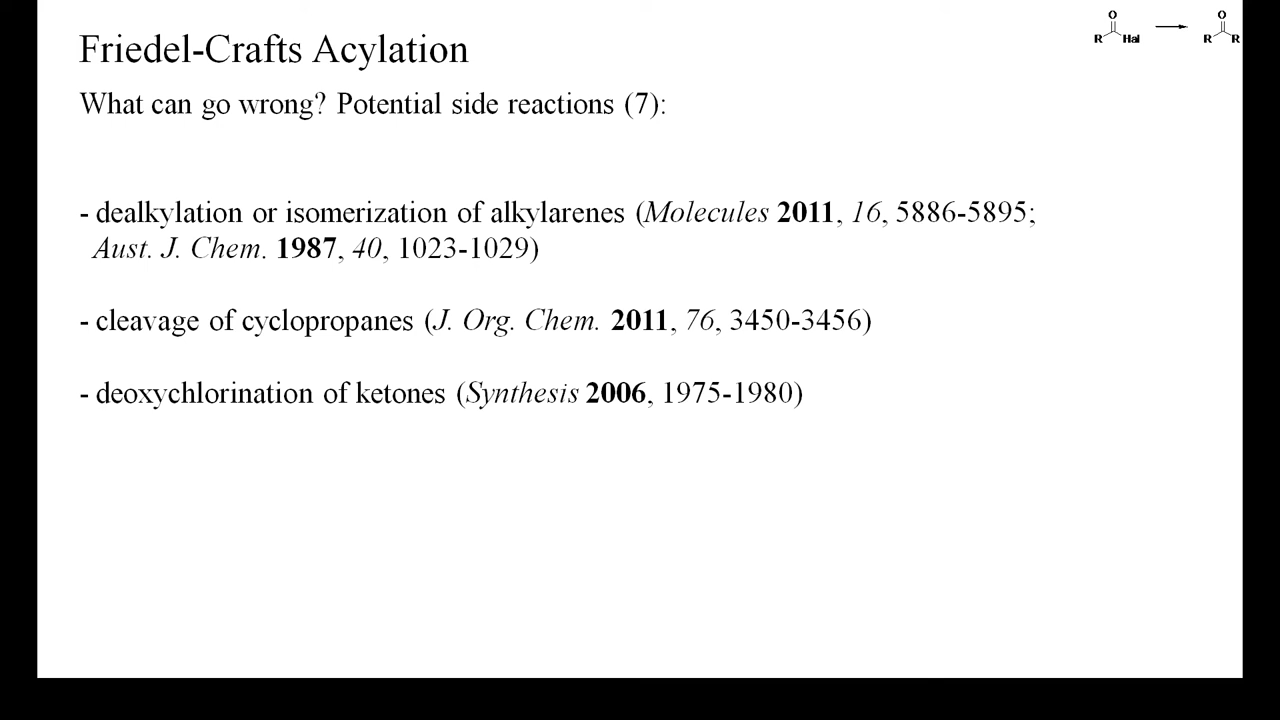 Friedel-Crafts Acylation
O
R Hal
O
R R
What can go wrong? Potential side reactions (7):
- dealkylation or isomerization of alkylarenes (Molecules 2011, 16, 5886-5895;
Aust. J. Chem. 1987, 40, 1023-1029)
- cleavage of cyclopropanes (J. Org. Chem. 2011, 76, 3450-3456)
- deoxychlorination of ketones (Synthesis 2006, 1975-1980)